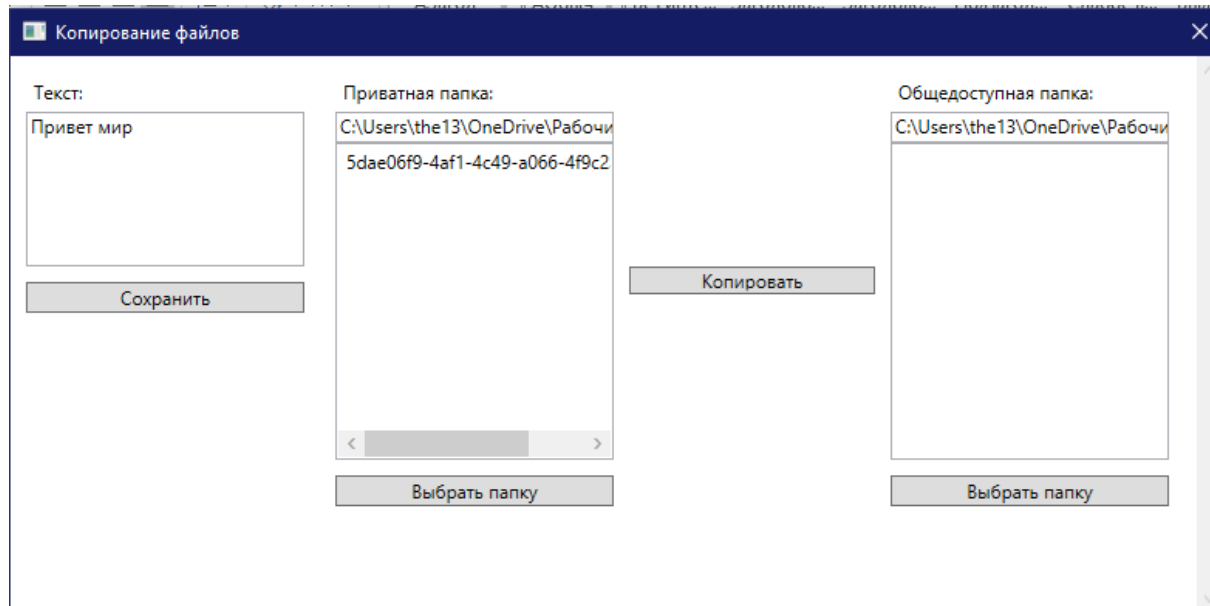 Копирование файлов
Текст:
Привет мир
Сохранить
Приватная папка:
C:\Users\the13\OneDrive\Рабочи
5dae06f9-4af1-4c49-a066-4f9c2
Выбрать папку
Копировать
Общедоступная папка:
C:\Users\the13\OneDrive\Рабочи
Выбрать папку